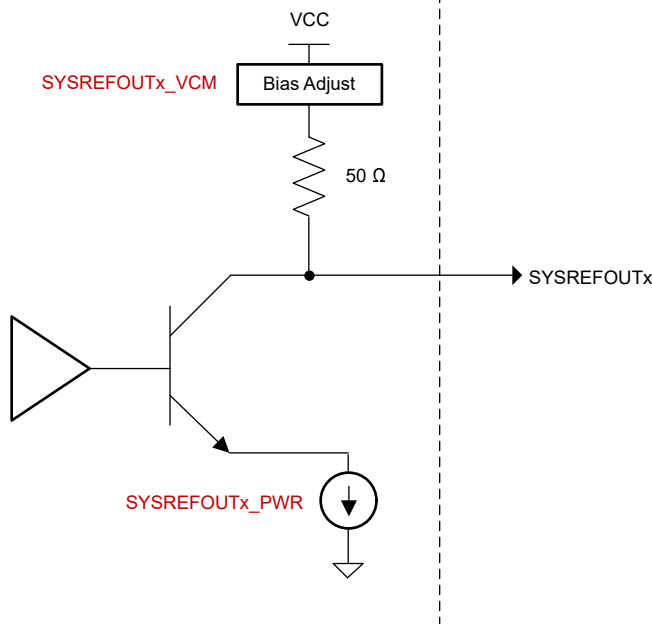 VCC
SYSREFOUTx_VCM
Bias Adjust
50 Ω
SYSREFOUTx
SYSREFOUTx_PWR